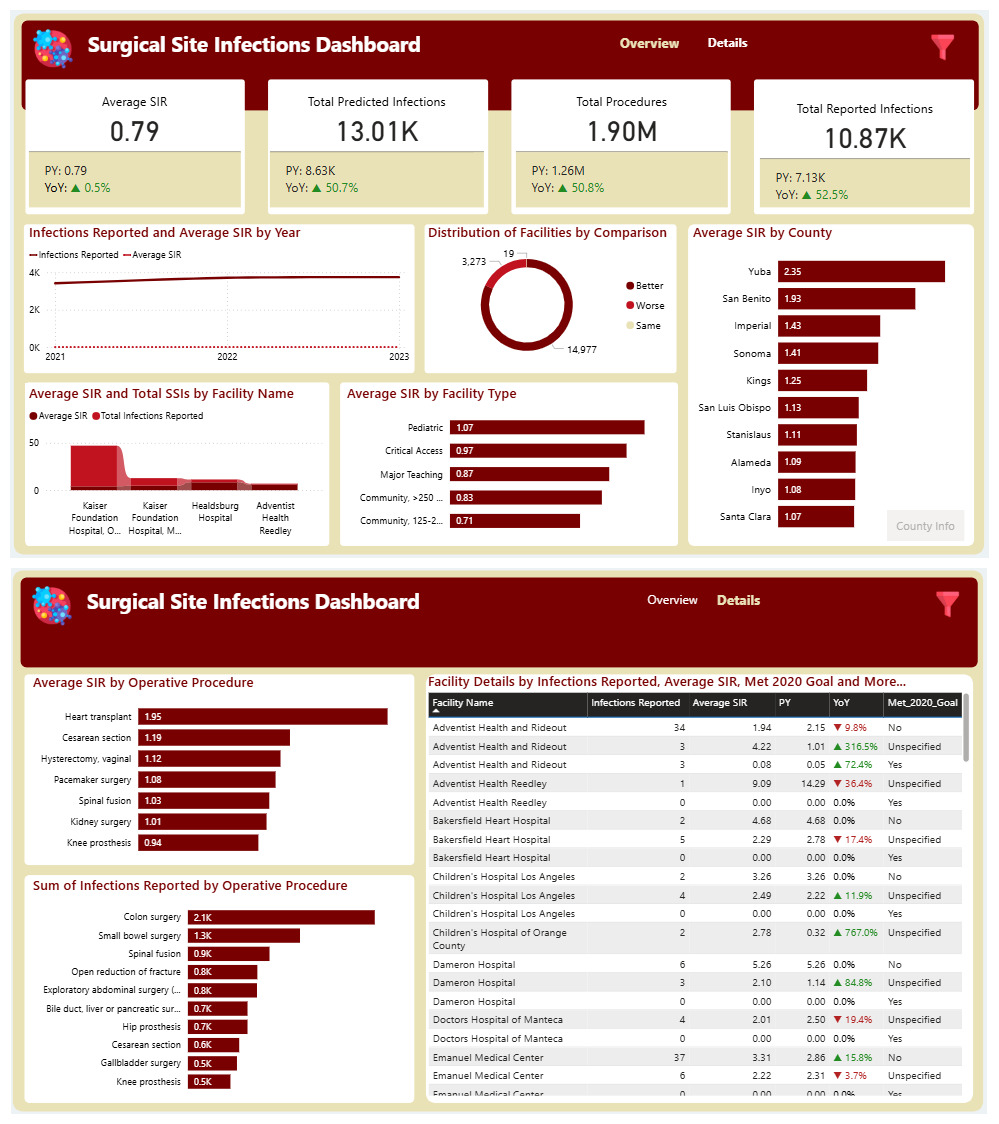 Surgical Site Infections Dashboard
Overview Details
Average SIR
0.79
PY: 0.79
YoY: ▲ 0.5%
Total Predicted Infections
13.01K
PY: 8.63K
YoY: ▲ 50.7%
Total Procedures
1.90M
PY: 1.26M
YoY: ▲ 50.8%
Total Reported Infections
10.87K
PY: 7.13K
YoY: ▲ 52.5%
Infections Reported and Average SIR by Year
Infections Reported Average SIR
4K
2K
0K
2021 2022 2023
Distribution of Facilities by Comparison
19
3,273
14,977
Better
Worse
Same
Average SIR by County
Yuba 2.35
San Benito 1.93
Imperial 1.43
Sonoma 1.41
Kings 1.25
San Luis Obispo 1.13
Stanislaus 1.11
Alameda 1.09
Inyo 1.08
Santa Clara 1.07
County Info
Average SIR and Total SSIs by Facility Name
Average SIR Total Infections Reported
50
0
Kaiser Foundation Hospital, O...
Kaiser Foundation Hospital, M...
Healdsburg Hospital
Adventist Health Reedley
Average SIR by Facility Type
Pediatric 1.07
Critical Access 0.97
Major Teaching 0.87
Community, >250 ... 0.83
Community, 125-2... 0.71
Surgical Site Infections Dashboard
Overview Details
Average SIR by Operative Procedure
Heart transplant 1.95
Cesarean section 1.19
Hysterectomy, vaginal 1.12
Pacemaker surgery 1.08
Spinal fusion 1.03
Kidney surgery 1.01
Knee prosthesis 0.94
Sum of Infections Reported by Operative Procedure
Colon surgery 2.1K
Small bowel surgery 1.3K
Spinal fusion 0.9K
Open reduction of fracture 0.8K
Exploratory abdominal surgery (... 0.8K
Bile duct, liver or pancreatic sur... 0.7K
Hip prosthesis 0.7K
Cesarean section 0.6K
Gallbladder surgery 0.5K
Knee prosthesis 0.5K
Facility Details by Infections Reported, Average SIR, Met 2020 Goal and More...
Facility Name Infections Reported Average SIR PY YoY Met_2020_Goal
Adventist Health and Rideout 34 1.94 2.15 ▼ 9.8% No
Adventist Health and Rideout 3 4.22 1.01 ▲ 316.5% Unspecified
Adventist Health and Rideout 3 0.08 0.05 ▲ 72.4% Yes
Adventist Health Reedley 1 9.09 14.29 ▼ 36.4% Unspecified
Adventist Health Reedley 0 0.00 0.00 0.0% Yes
Bakersfield Heart Hospital 2 4.68 4.68 0.0% No
Bakersfield Heart Hospital 5 2.29 2.78 ▼ 17.4% Unspecified
Bakersfield Heart Hospital 0 0.00 0.00 0.0% Yes
Children's Hospital Los Angeles 2 3.26 3.26 0.0% No
Children's Hospital Los Angeles 4 2.49 2.22 ▲ 11.9% Unspecified
Children's Hospital Los Angeles 0 0.00 0.00 0.0% Yes
Children's Hospital of Orange County 2 2.78 0.32 ▲ 767.0% Unspecified
Dameron Hospital 6 5.26 5.26 0.0% No
Dameron Hospital 3 2.10 1.14 ▲ 84.8% Unspecified
Dameron Hospital 0 0.00 0.00 0.0% Yes
Doctors Hospital of Manteca 4 2.01 2.50 ▼ 19.4% Unspecified
Doctors Hospital of Manteca 0 0.00 0.00 0.0% Yes
Emanuel Medical Center 37 3.31 2.86 ▲ 15.8% No
Emanuel Medical Center 6 2.22 2.31 ▼ 3.7% Unspecified
Emanuel Medical Center 0 0.00 0.00 0.0% Yes